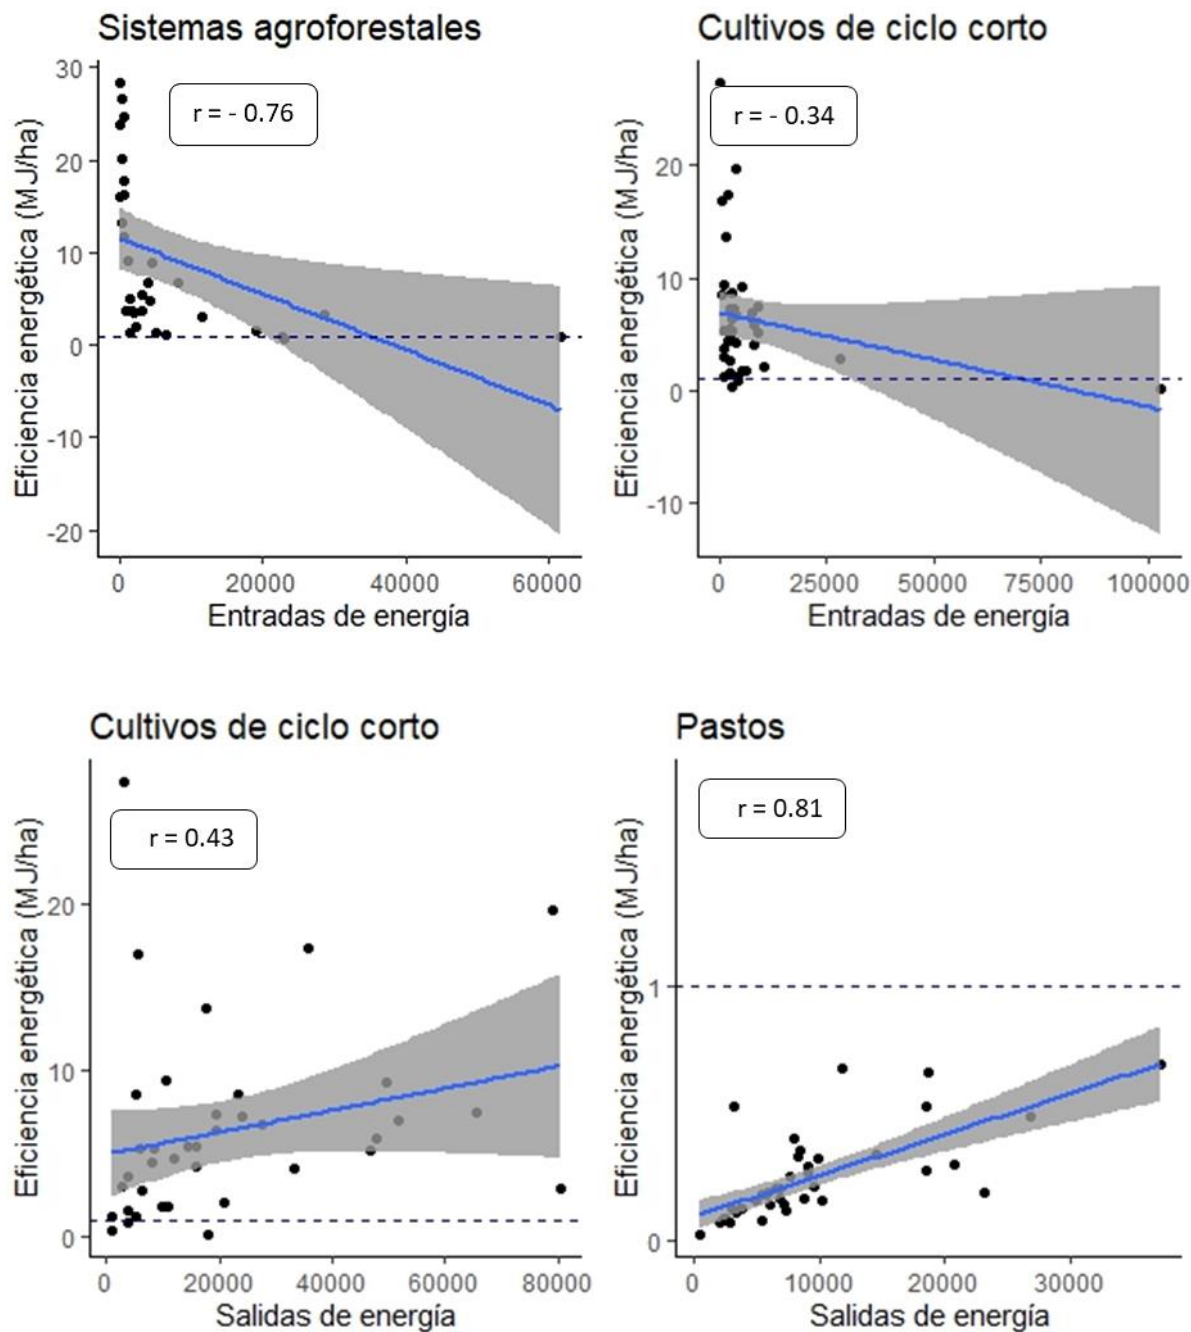 Sistemas agroforestales
r = - 0.76
Eficiencia energética (MJ/ha)
30
20
10
0
-10
-20
0 20000 40000 60000
Entradas de energía
Cultivos de ciclo corto
r = - 0.34
Eficiencia energética (MJ/ha)
20
10
0
-10
0 25000 50000 75000 100000
Entradas de energía
Cultivos de ciclo corto
r = 0.43
Eficiencia energética (MJ/ha)
20
10
0
0 20000 40000 60000 80000
Salidas de energía
Pastos
r = 0.81
Eficiencia energética (MJ/ha)
1
0
0 10000 20000 30000
Salidas de energía